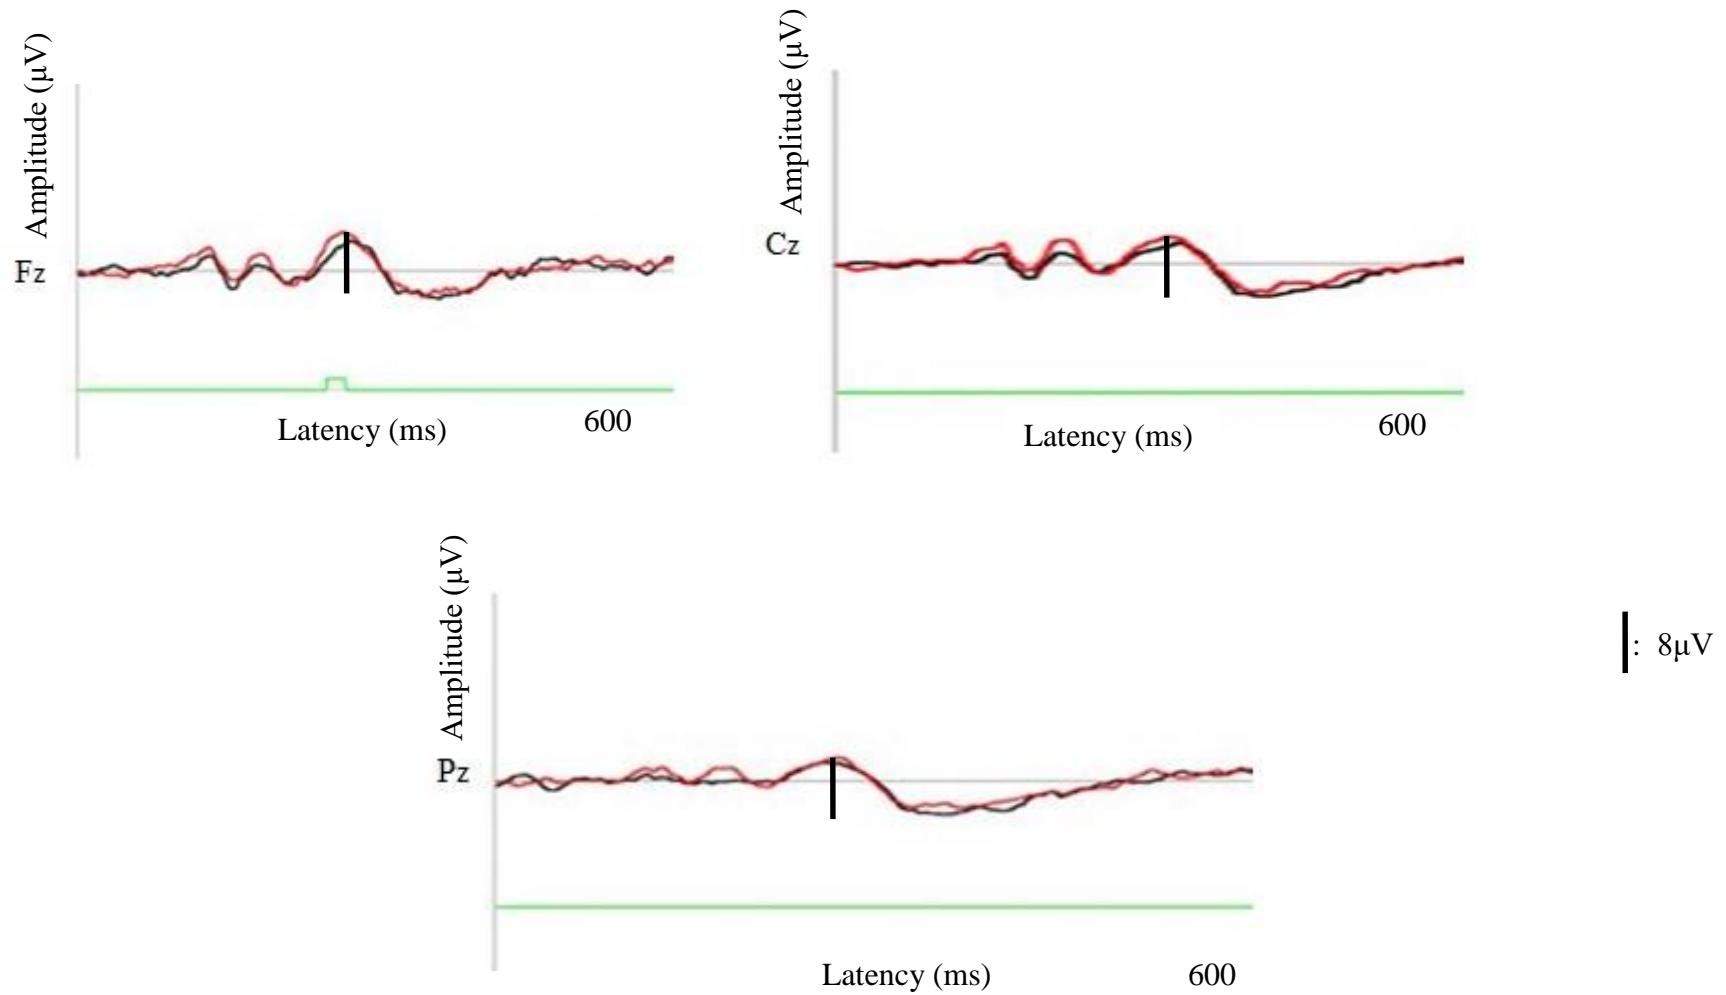 Amplitude (μV)
Fz
Latency (ms)
600
Amplitude (μV)
Cz
Latency (ms)
600
Amplitude (μV)
Pz
Latency (ms)
600
: 8μV